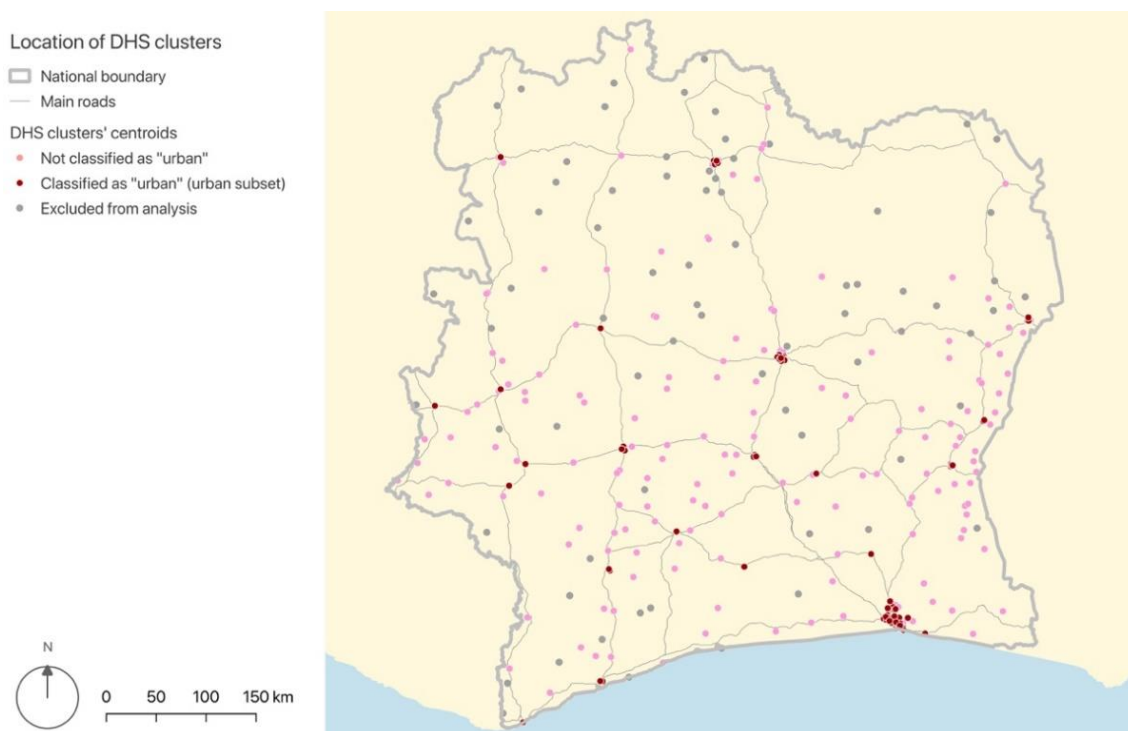 Location of DHS clusters
National boundary
Main roads
DHS clusters' centroids
Not classified as "urban"
Classified as "urban" (urban subset)
Excluded from analysis
N
0 50 100 150 km